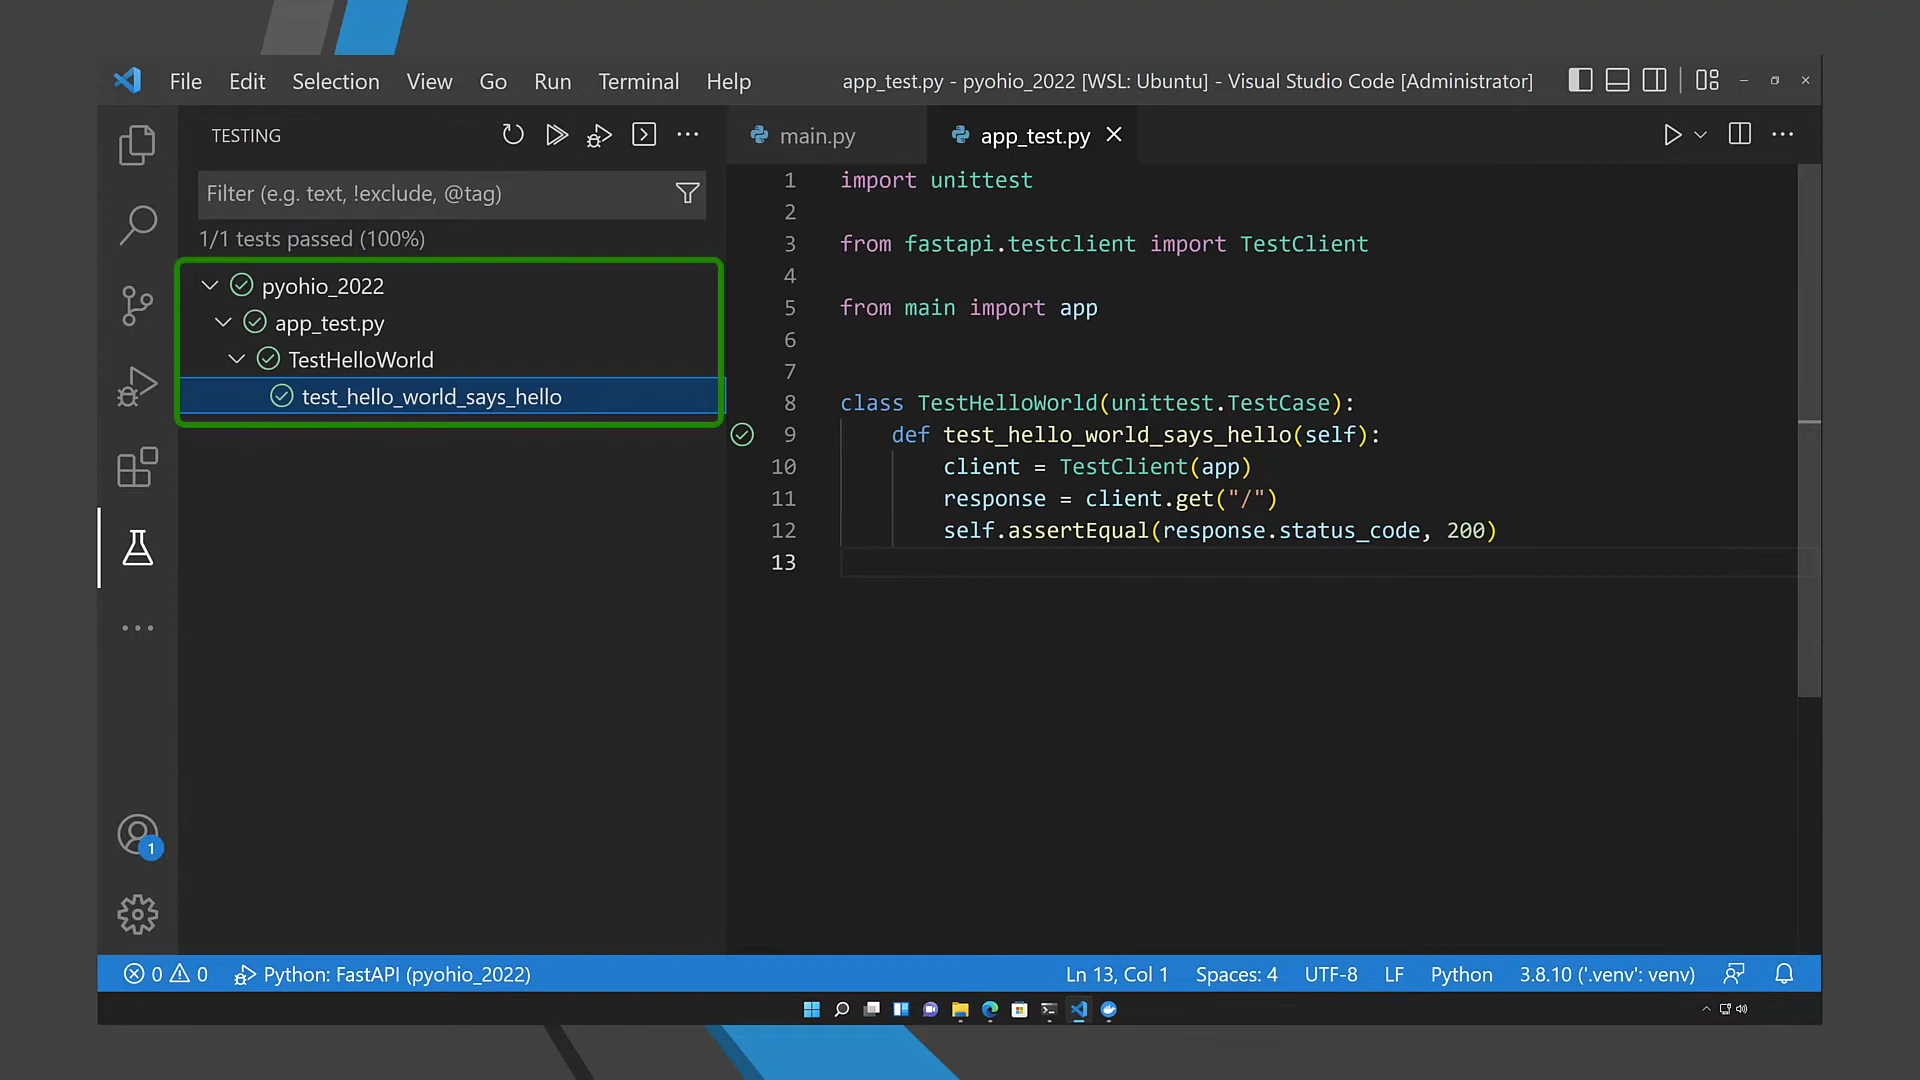 File Edit Selection View Go Run Terminal Help app_test.py - pyohio_2022 [WSL: Ubuntu] - Visual Studio Code [Administrator]
TESTING
Filter (e.g. text, !exclude, @tag)
1/1 tests passed (100%)
pyohio_2022
app_test.py
TestHelloWorld
test_hello_world_says_hello
1
main.py app_test.py
1 import unittest
2
3 from fastapi.testclient import TestClient
4
5 from main import app
6
7
8 class TestHelloWorld(unittest.TestCase):
9 def test_hello_world_says_hello(self):
10 client = TestClient(app)
11 response = client.get("/")
12 self.assertEqual(response.status_code, 200)
13
0 0 Python: FastAPI (pyohio_2022) Ln 13, Col 1 Spaces: 4 UTF-8 LF Python 3.8.10 ('.venv': venv)